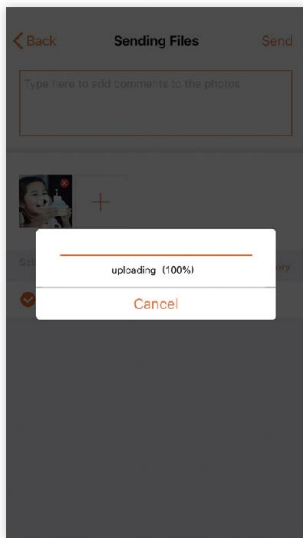 Back Sending Files Send
Type here to add comments to the photos
uploading (100%)
Cancel